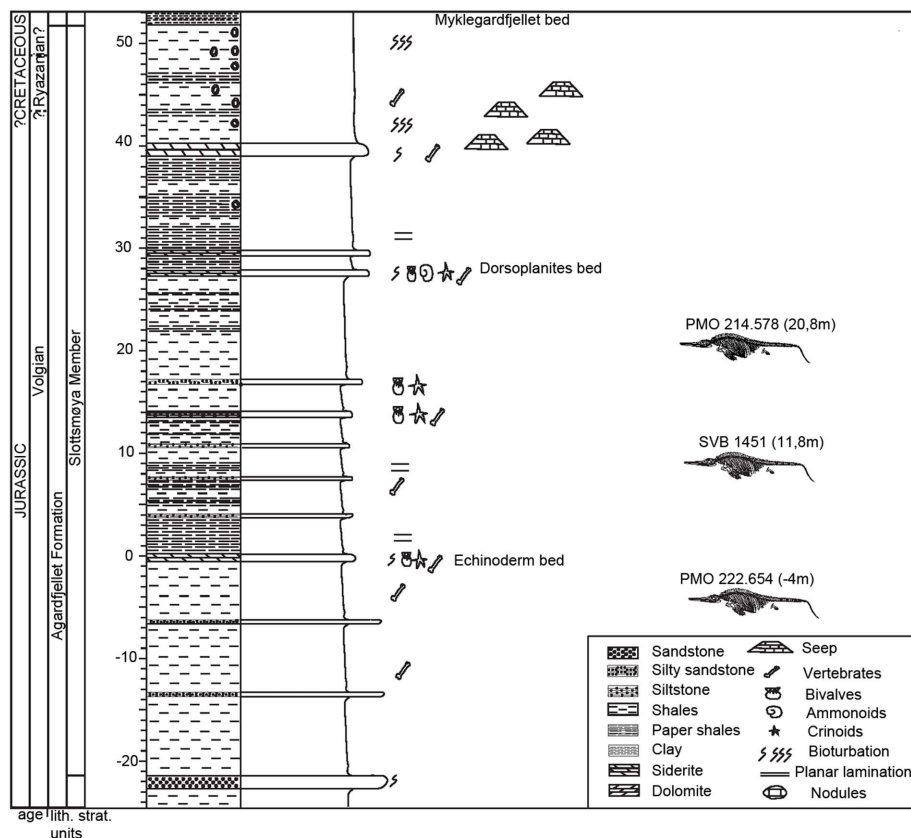 ?CRETACEOUS
?Ryazanian?
JURASSIC
Volgian
Agardfjellet Formation
Slottsmøya Member
50
40
30
20
10
0
-10
-20
Myklegardfjellet bed
Dorsoplanites bed
PMO 214.578 (20,8m)
SVB 1451 (11,8m)
Echinoderm bed
PMO 222.654 (-4m)
Sandstone
Silty sandstone
Siltstone
Shales
Paper shales
Clay
Siderite
Dolomite
Seep
Vertebrates
Bivalves
Ammonoids
Crinoids
Bioturbation
Planar lamination
Nodules
age
lith. strat.
units